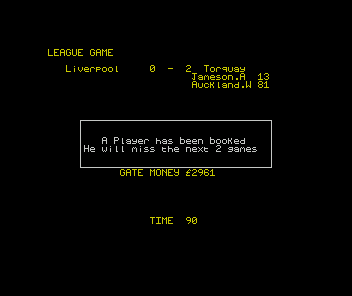 LEAGUE GAME
Liverpool 0 - 2 Torquay
Jameson.A 13
Auckland.W 81
A Player has been booked
He will miss the next 2 games
GATE MONEY £2961
TIME 90